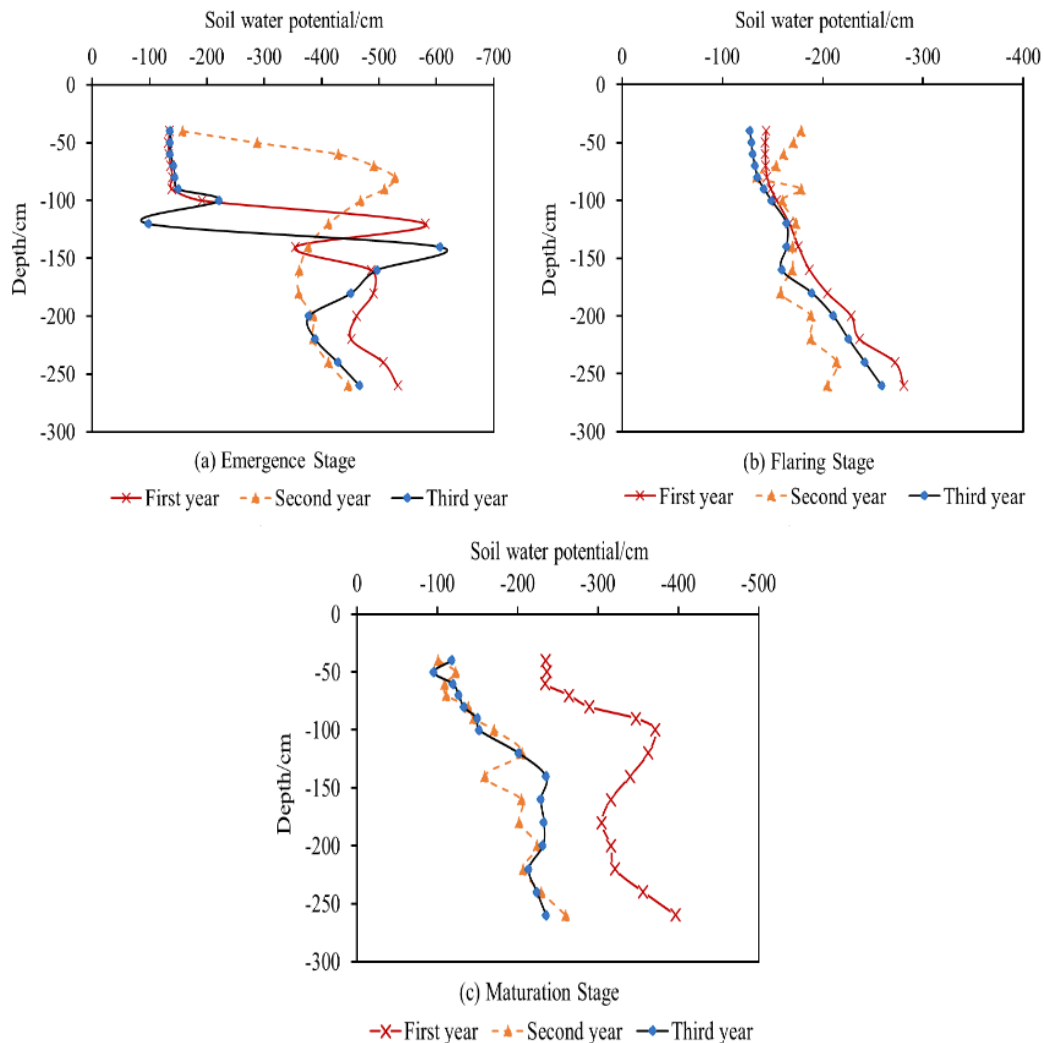 Soil water potential/cm
0 -100 -200 -300 -400 -500 -600 -700
Depth/cm
0
-50
-100
-150
-200
-250
-300
(a) Emergence Stage
First year Second year Third year
Soil water potential/cm
0 -100 -200 -300 -400
Depth/cm
0
-50
-100
-150
-200
-250
-300
(b) Flaring Stage
First year Second year Third year
Soil water potential/cm
0 -100 -200 -300 -400 -500
Depth/cm
0
-50
-100
-150
-200
-250
-300
(c) Maturation Stage
First year Second year Third year